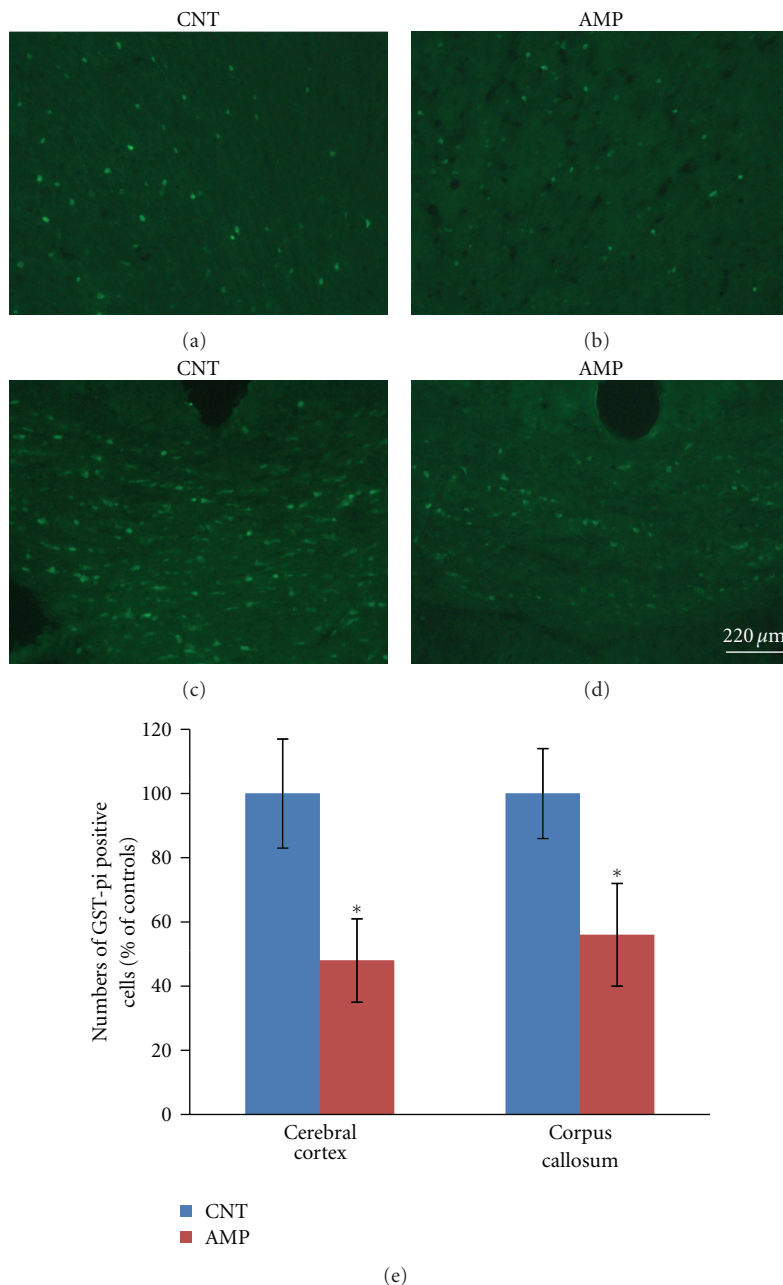 CNT
AMP
(a)
(b)
CNT
AMP
220 µm
(c)
(d)
120
100
80
60
40
20
0
Numbers of GST-pi positive
cells (% of controls)
*
*
Cerebral
cortex
Corpus
callosum
CNT
AMP
(e)